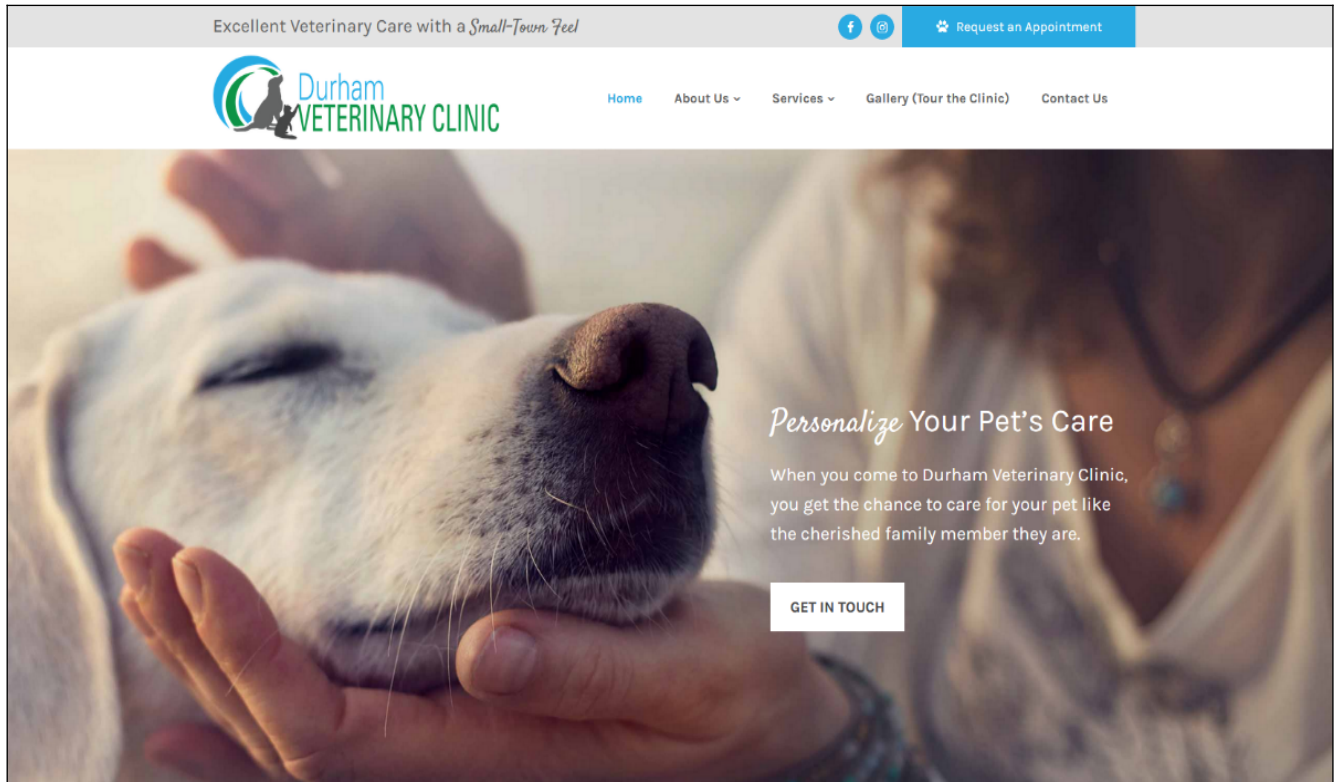 Excellent Veterinary Care with a Small-Town Feel
Request an Appointment
Durham
VETERINARY CLINIC
Home About Us Services Gallery (Tour the Clinic) Contact Us
Personalize Your Pet's Care
When you come to Durham Veterinary Clinic,
you get the chance to care for your pet like
the cherished family member they are.
GET IN TOUCH